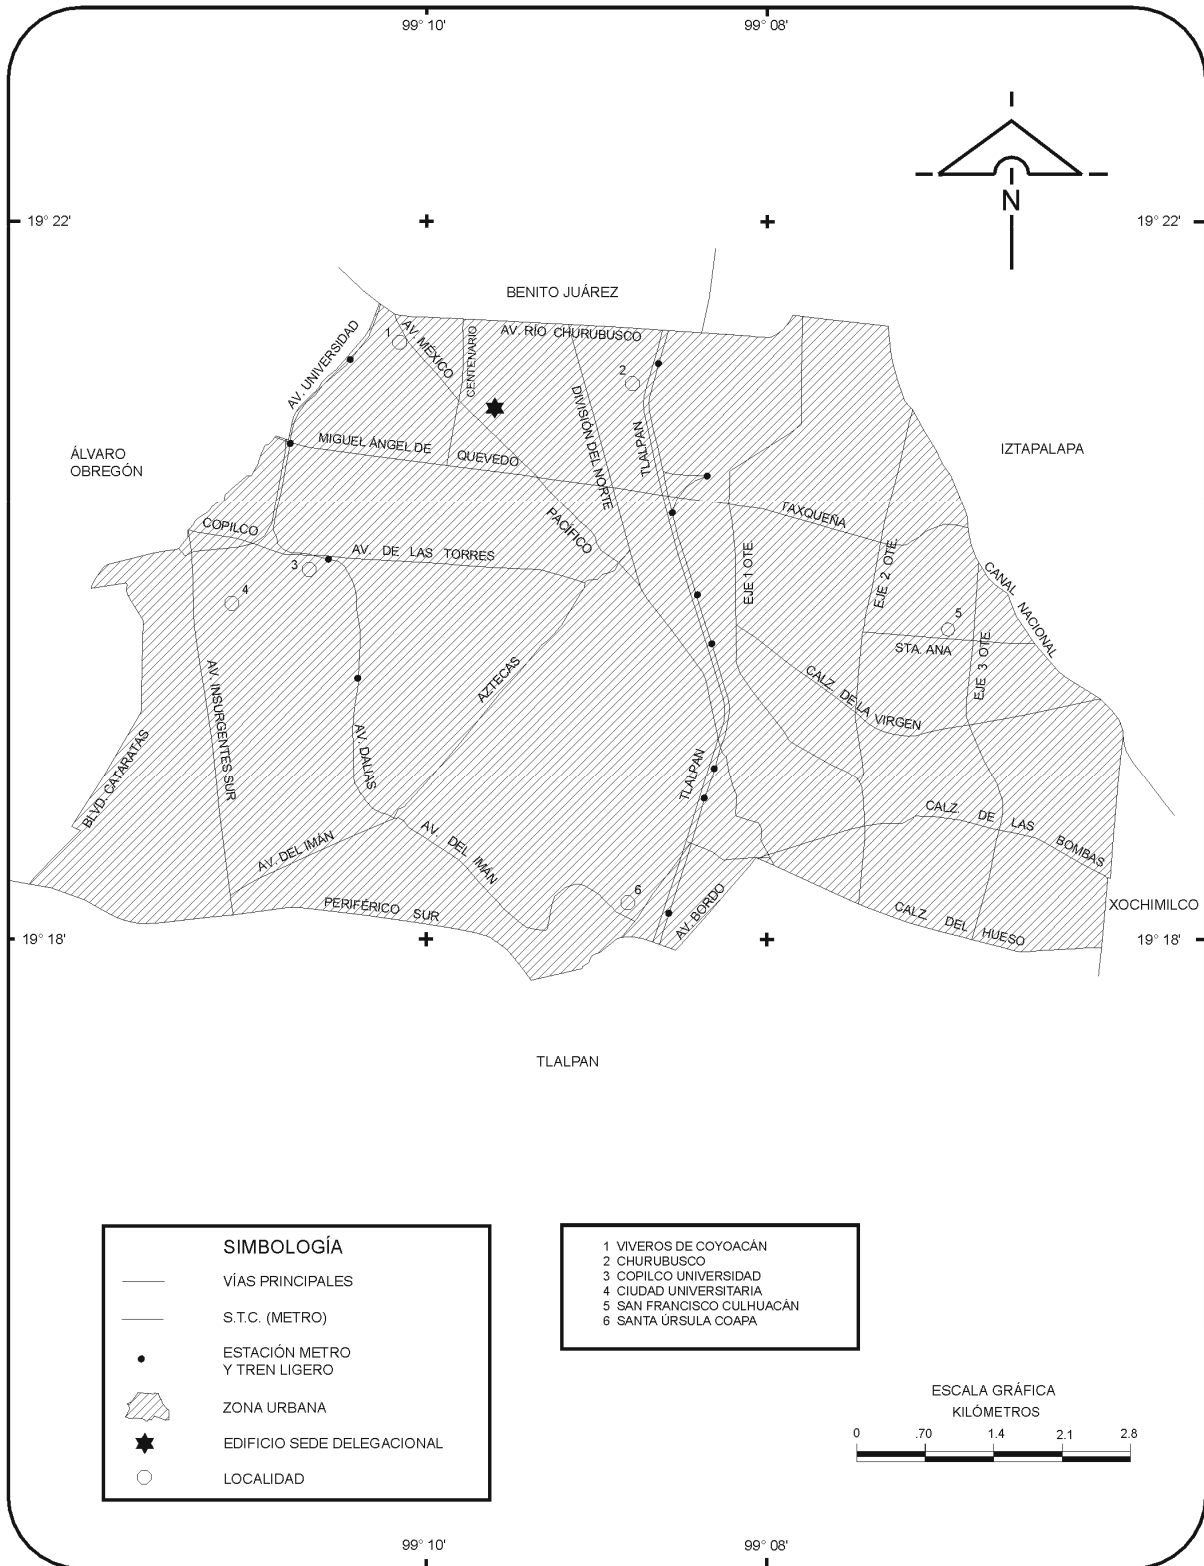 99° 10'
99° 08'
N
19° 22'
19° 22'
BENITO JUÁREZ
AV. UNIVERSIDAD
1
AV. MÉXICO
CENTENARIO
AV. RÍO CHURUBUSCO
2
DIVISIÓN DEL NORTE
TLALPAN
MIGUEL ÁNGEL DE QUEVEDO
ÁLVARO
OBREGÓN
IZTAPALAPA
COPILCO
PACÍFICO
TAXQUEÑA
AV. DE LAS TORRES
3
4
EJE 1 OTE.
EJE 2 OTE.
CANAL NACIONAL
5
STA. ANA
EJE 3 OTE.
AV. INSURGENTES SUR
AZTECAS
CALZ. DE LA VIRGEN
AV. DALIAS
BLVD. CATARATAS
TLALPAN
CALZ. DE LAS BOMBAS
AV. DEL IMÁN
AV. DEL IMÁN
6
PERIFÉRICO SUR
AV. BORDO
CALZ. DEL HUESO
XOCHIMILCO
19° 18'
19° 18'
TLALPAN
SIMBOLOGÍA
VÍAS PRINCIPALES
S.T.C. (METRO)
ESTACIÓN METRO
Y TREN LIGERO
ZONA URBANA
EDIFICIO SEDE DELEGACIONAL
LOCALIDAD
1 VIVEROS DE COYOACÁN
2 CHURUBUSCO
3 COPILCO UNIVERSIDAD
4 CIUDAD UNIVERSITARIA
5 SAN FRANCISCO CULHUACÁN
6 SANTA ÚRSULA COAPA
ESCALA GRÁFICA
KILÓMETROS
0 .70 1.4 2.1 2.8
99° 10'
99° 08'